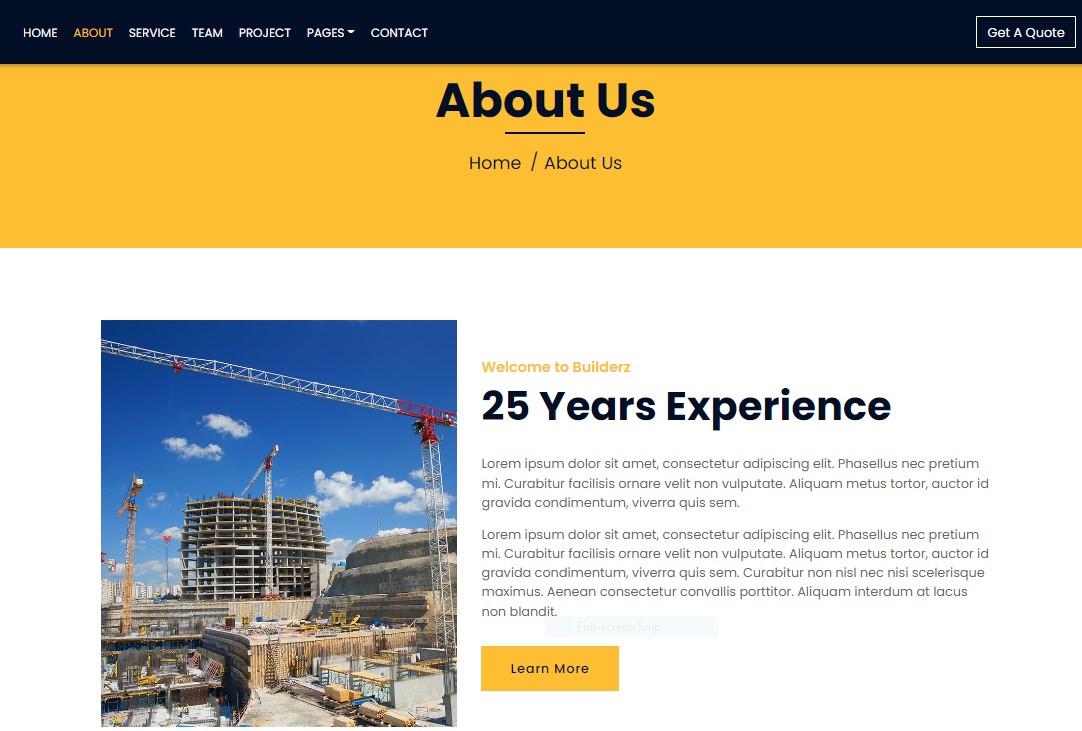 HOME ABOUT SERVICE TEAM PROJECT PAGES CONTACT Get A Quote
About Us
Home / About Us
Welcome to Builderz
25 Years Experience
Lorem ipsum dolor sit amet, consectetur adipiscing elit. Phasellus nec pretium
mi. Curabitur facilisis ornare velit non vulputate. Aliquam metus tortor, auctor id
gravida condimentum, viverra quis sem.
Lorem ipsum dolor sit amet, consectetur adipiscing elit. Phasellus nec pretium
mi. Curabitur facilisis ornare velit non vulputate. Aliquam metus tortor, auctor id
gravida condimentum, viverra quis sem. Curabitur non nisl nec nisi scelerisque
maximus. Aenean consectetur convallis porttitor. Aliquam interdum at lacus
non blandit.
Full-screen Snip
Learn More